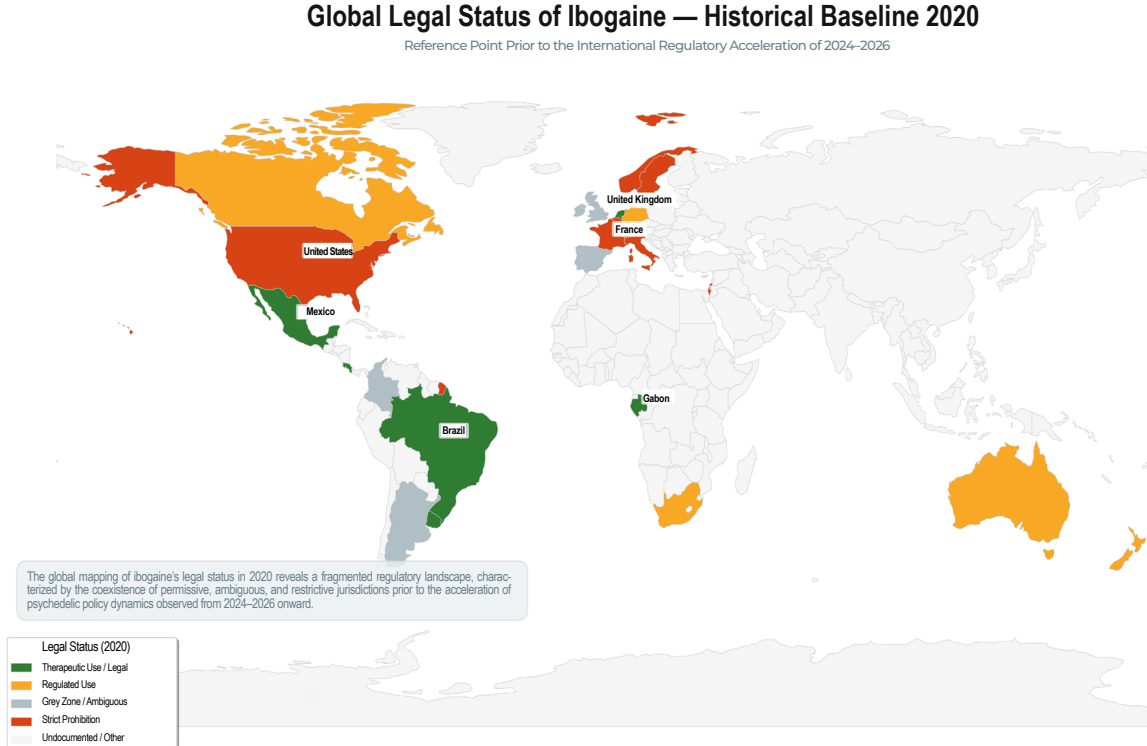 Global Legal Status of Ibogaine — Historical Baseline 2020
Reference Point Prior to the International Regulatory Acceleration of 2024–2026
United Kingdom
France
United States
Mexico
Gabon
Brazil
The global mapping of ibogaine's legal status in 2020 reveals a fragmented regulatory landscape, charac-
terized by the coexistence of permissive, ambiguous, and restrictive jurisdictions prior to the acceleration of
psychedelic policy dynamics observed from 2024–2026 onward.
Legal Status (2020)
Therapeutic Use / Legal
Regulated Use
Grey Zone / Ambiguous
Strict Prohibition
Undocumented / Other